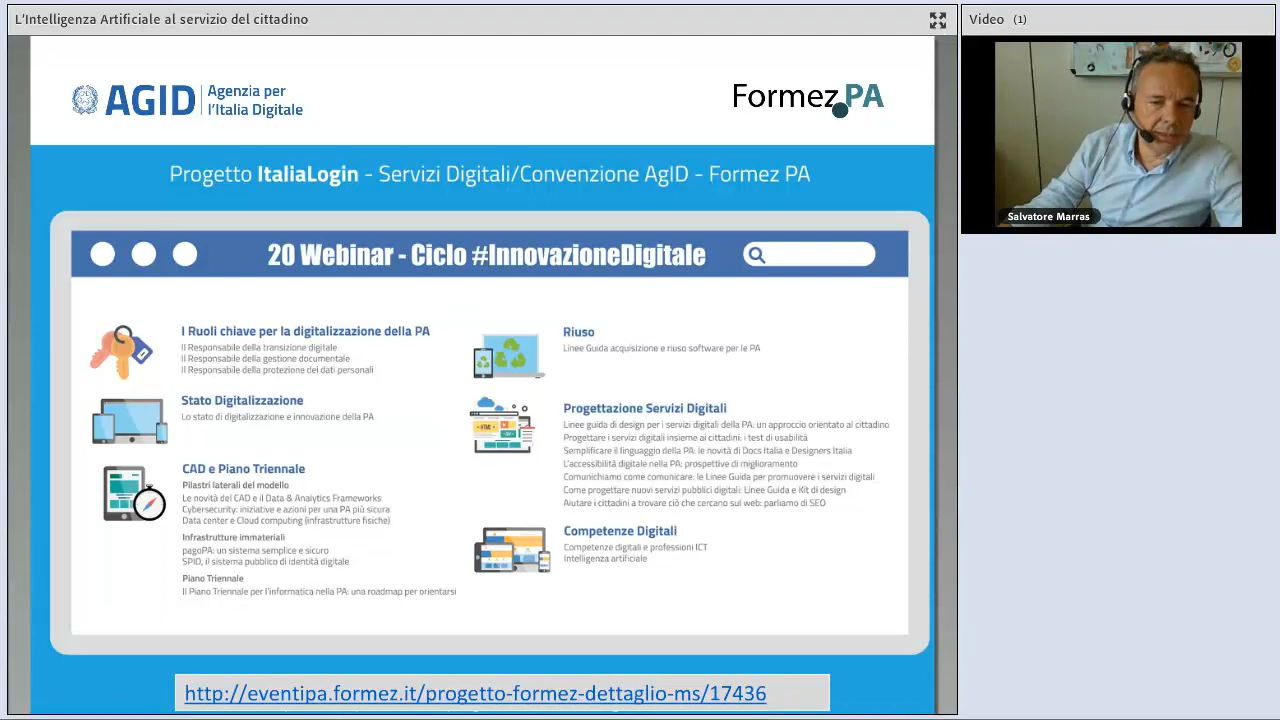 L'Intelligenza Artificiale al servizio del cittadino
Video (1)
AGID
Agenzia per
l'Italia Digitale
Formez PA
Salvatore Marras
Progetto ItaliaLogin - Servizi Digitali/Convenzione AgID - Formez PA
20 Webinar - Ciclo #InnovazioneDigitale
I Ruoli chiave per la digitalizzazione della PA
Il Responsabile della transizione digitale
Il Responsabile della gestione documentale
Il Responsabile della protezione dei dati personali
Stato Digitalizzazione
Lo stato di digitalizzazione e innovazione della PA
CAD e Piano Triennale
Pilastri laterali del modello
Le novità del CAD e il Data & Analytics Frameworks
Cybersecurity: iniziative e azioni per una PA più sicura
Data center e Cloud computing (infrastrutture fisiche)
Infrastrutture immateriali
pagoPA: un sistema semplice e sicuro
SPID, il sistema pubblico di identità digitale
Piano Triennale
Il Piano Triennale per l'informatica nella PA: una roadmap per orientarsi
Riuso
Linee Guida acquisizione e riuso software per le PA
Progettazione Servizi Digitali
Linee guida di design per i servizi digitali della PA: un approccio orientato al cittadino
Progettare i servizi digitali insieme ai cittadini: i test di usabilità
Semplificare il linguaggio della PA: le novità di Docs Italia e Designers Italia
L'accessibilità digitale nella PA: prospettive di miglioramento
Comunichiamo come comunicare: le Linee Guida per promuovere i servizi digitali
Come progettare nuovi servizi pubblici digitali: Linee Guida e Kit di design
Aiutare i cittadini a trovare ciò che cercano sul web: parliamo di SEO
HTML
Competenze Digitali
Competenze digitali e professioni ICT
Intelligenza artificiale
http://eventipa.formez.it/progetto-formez-dettaglio-ms/17436